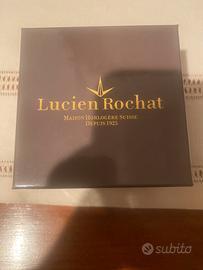 Lucien Rochat
Maison Horlogère Suisse
Depuis 1925
subito